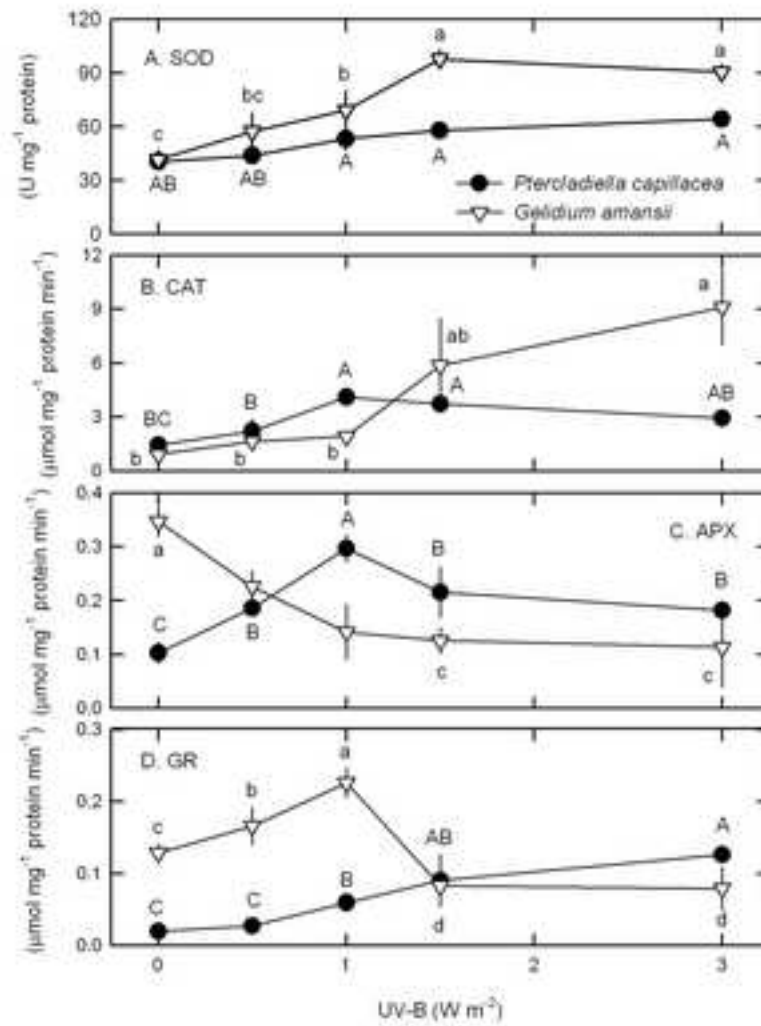 120
90
60
30
0
(U mg⁻¹ protein)
A. SOD
c
bc
b
a
a
AB
AB
A
A
A
Ptercladiella capillacea
Gelidium amansii
12
9
6
3
0
(μmol mg⁻¹ protein min⁻¹)
B. CAT
BC
B
A
A
AB
b
b
b
ab
a
0.4
0.3
0.2
0.1
0.0
(μmol mg⁻¹ protein min⁻¹)
C. APX
a
C
B
A
B
B
c
c
0.3
0.2
0.1
0.0
(μmol mg⁻¹ protein min⁻¹)
D. GR
c
b
a
C
C
B
AB
A
d
d
0
1
2
3
UV-B (W m⁻²)